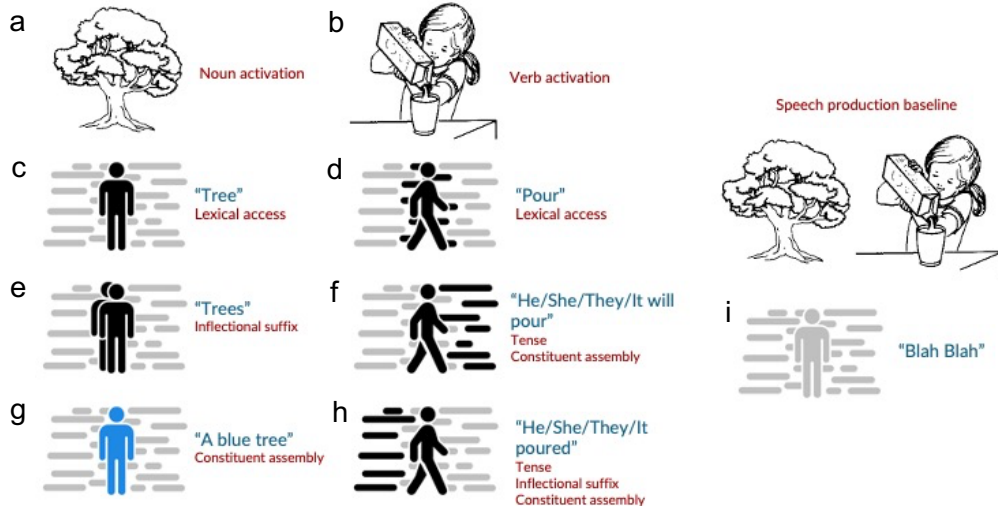 a
Noun activation
b
Verb activation
Speech production baseline
c
"Tree"
Lexical access
d
"Pour"
Lexical access
e
"Trees"
Inflectional suffix
f
"He/She/They/It will
pour"
Tense
Constituent assembly
i
"Blah Blah"
g
"A blue tree"
Constituent assembly
h
"He/She/They/It
poured"
Tense
Inflectional suffix
Constituent assembly